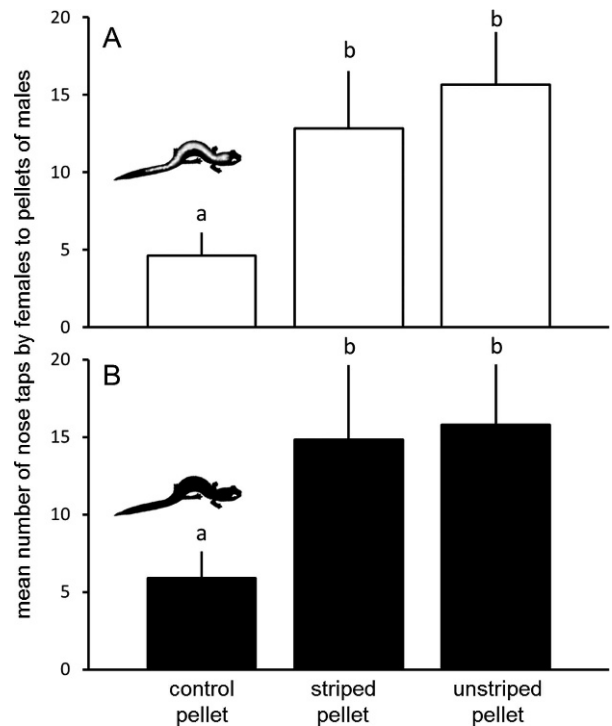 mean number of nose taps by females to pellets of males
A
20
15
10
5
0
a
b
b
B
20
15
10
5
0
a
b
b
control
pellet
striped
pellet
unstriped
pellet